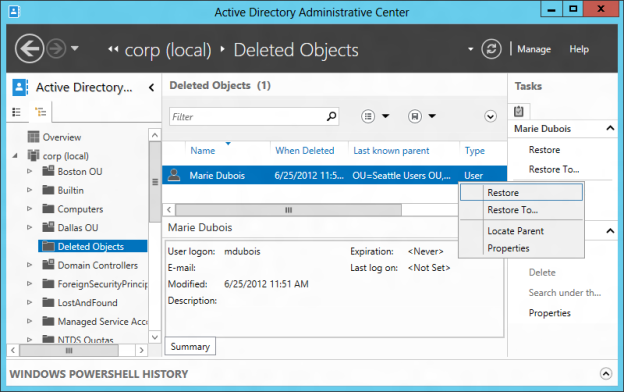 Active Directory Administrative Center
corp (local) Deleted Objects
Manage Help
Active Directory...
Overview
corp (local)
Boston OU
Builtin
Computers
Dallas OU
Deleted Objects
Domain Controllers
ForeignSecurityPrincip
LostAndFound
Managed Service Acco
NTDS Quotas
Deleted Objects (1)
Filter
Name When Deleted Last known parent Type
Marie Dubois 6/25/2012 11:5... OU=Seattle Users OU,... User
Restore
Restore To...
Locate Parent
Properties
Marie Dubois
User logon: mdubois Expiration: <Never>
E-mail: Last log on: <Not Set>
Modified: 6/25/2012 11:51 AM
Description:
Summary
Tasks
Marie Dubois
Restore
Restore To...
Delete
Search under th...
Properties
WINDOWS POWERSHELL HISTORY